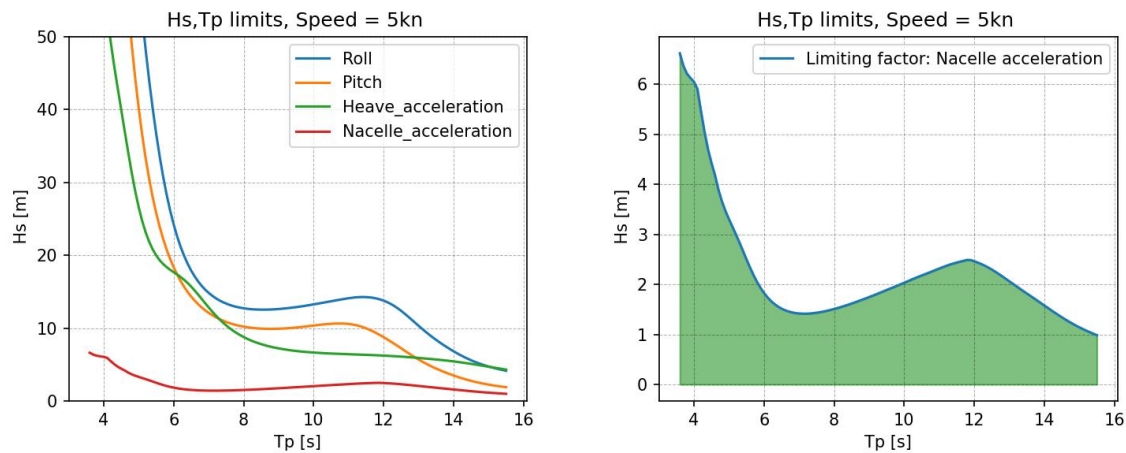 Hs,Tp limits, Speed = 5kn
50
40
30
20
10
0
Hs [m]
4
6
8
10
12
14
16
Tp [s]
Roll
Pitch
Heave_acceleration
Nacelle_acceleration
Hs,Tp limits, Speed = 5kn
6
5
4
3
2
1
0
Hs [m]
4
6
8
10
12
14
16
Tp [s]
Limiting factor: Nacelle acceleration